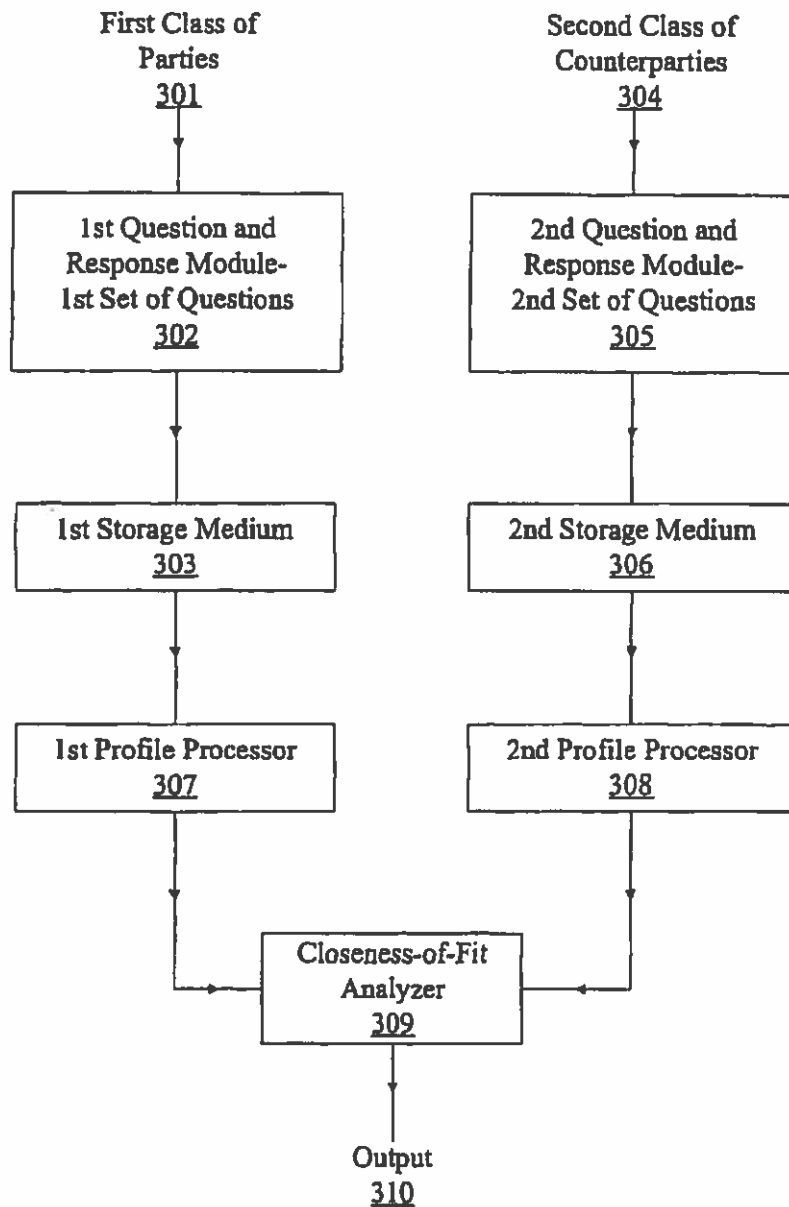 First Class of
Parties
301
Second Class of
Counterparties
304
1st Question and
Response Module-
1st Set of Questions
302
2nd Question and
Response Module-
2nd Set of Questions
305
1st Storage Medium
303
2nd Storage Medium
306
1st Profile Processor
307
2nd Profile Processor
308
Closeness-of-Fit
Analyzer
309
Output
310